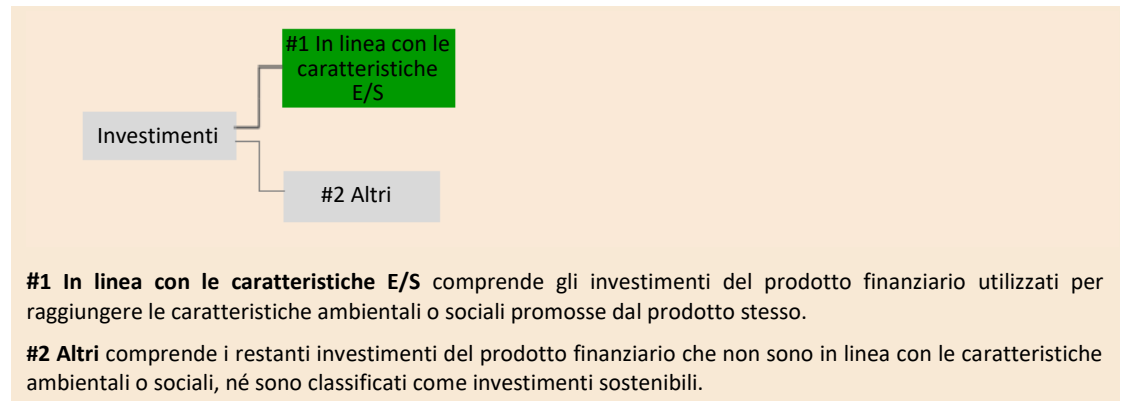 #1 In linea con le
caratteristiche
E/S
Investimenti
#2 Altri
#1 In linea con le caratteristiche E/S comprende gli investimenti del prodotto finanziario utilizzati per
raggiungere le caratteristiche ambientali o sociali promosse dal prodotto stesso.
#2 Altri comprende i restanti investimenti del prodotto finanziario che non sono in linea con le caratteristiche
ambientali o sociali, né sono classificati come investimenti sostenibili.